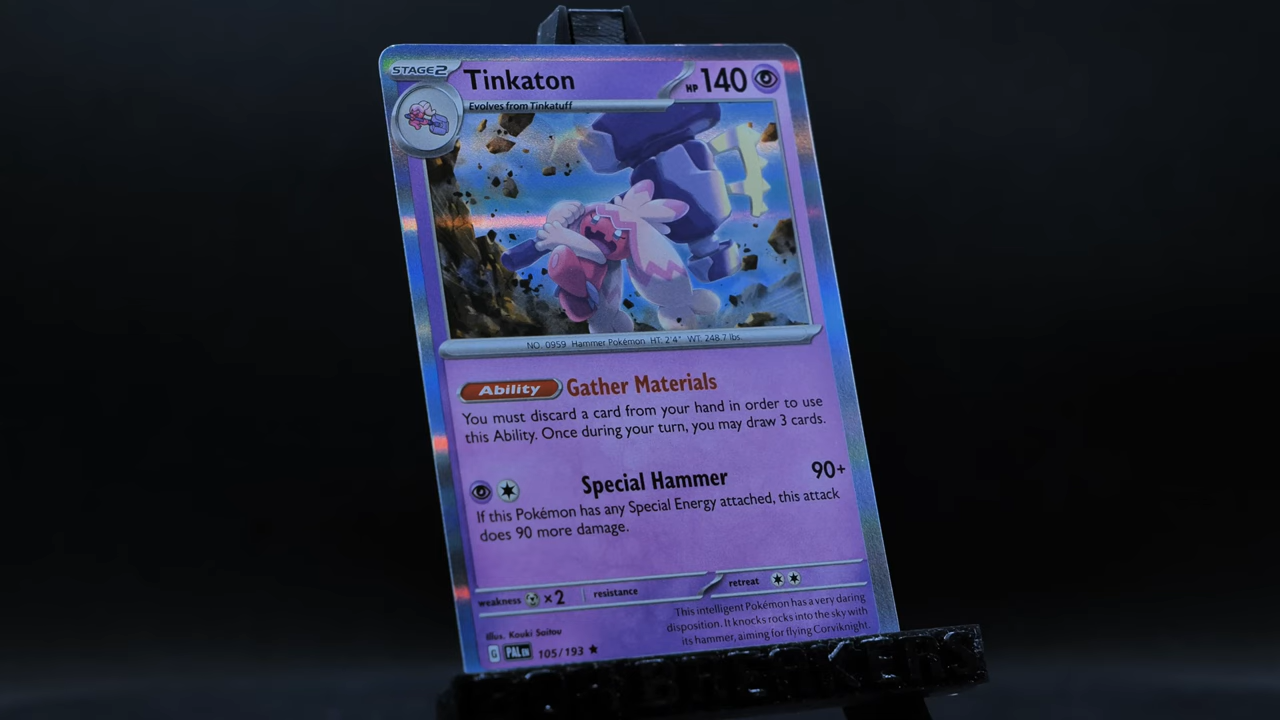 STAGE2 Tinkaton HP 140
Evolves from Tinkatuff
NO. 0959 Hammer Pokémon HT: 2'4" WT: 248.7 lbs.
Ability Gather Materials
You must discard a card from your hand in order to use
this Ability. Once during your turn, you may draw 3 cards.
Special Hammer 90+
If this Pokémon has any Special Energy attached, this attack
does 90 more damage.
weakness ×2 resistance retreat
This intelligent Pokémon has a very daring
disposition. It knocks rocks into the sky with
its hammer, aiming for flying Corviknight.
Illus. Kouki Saitou
G PAL EN 105/193
BREAKERS